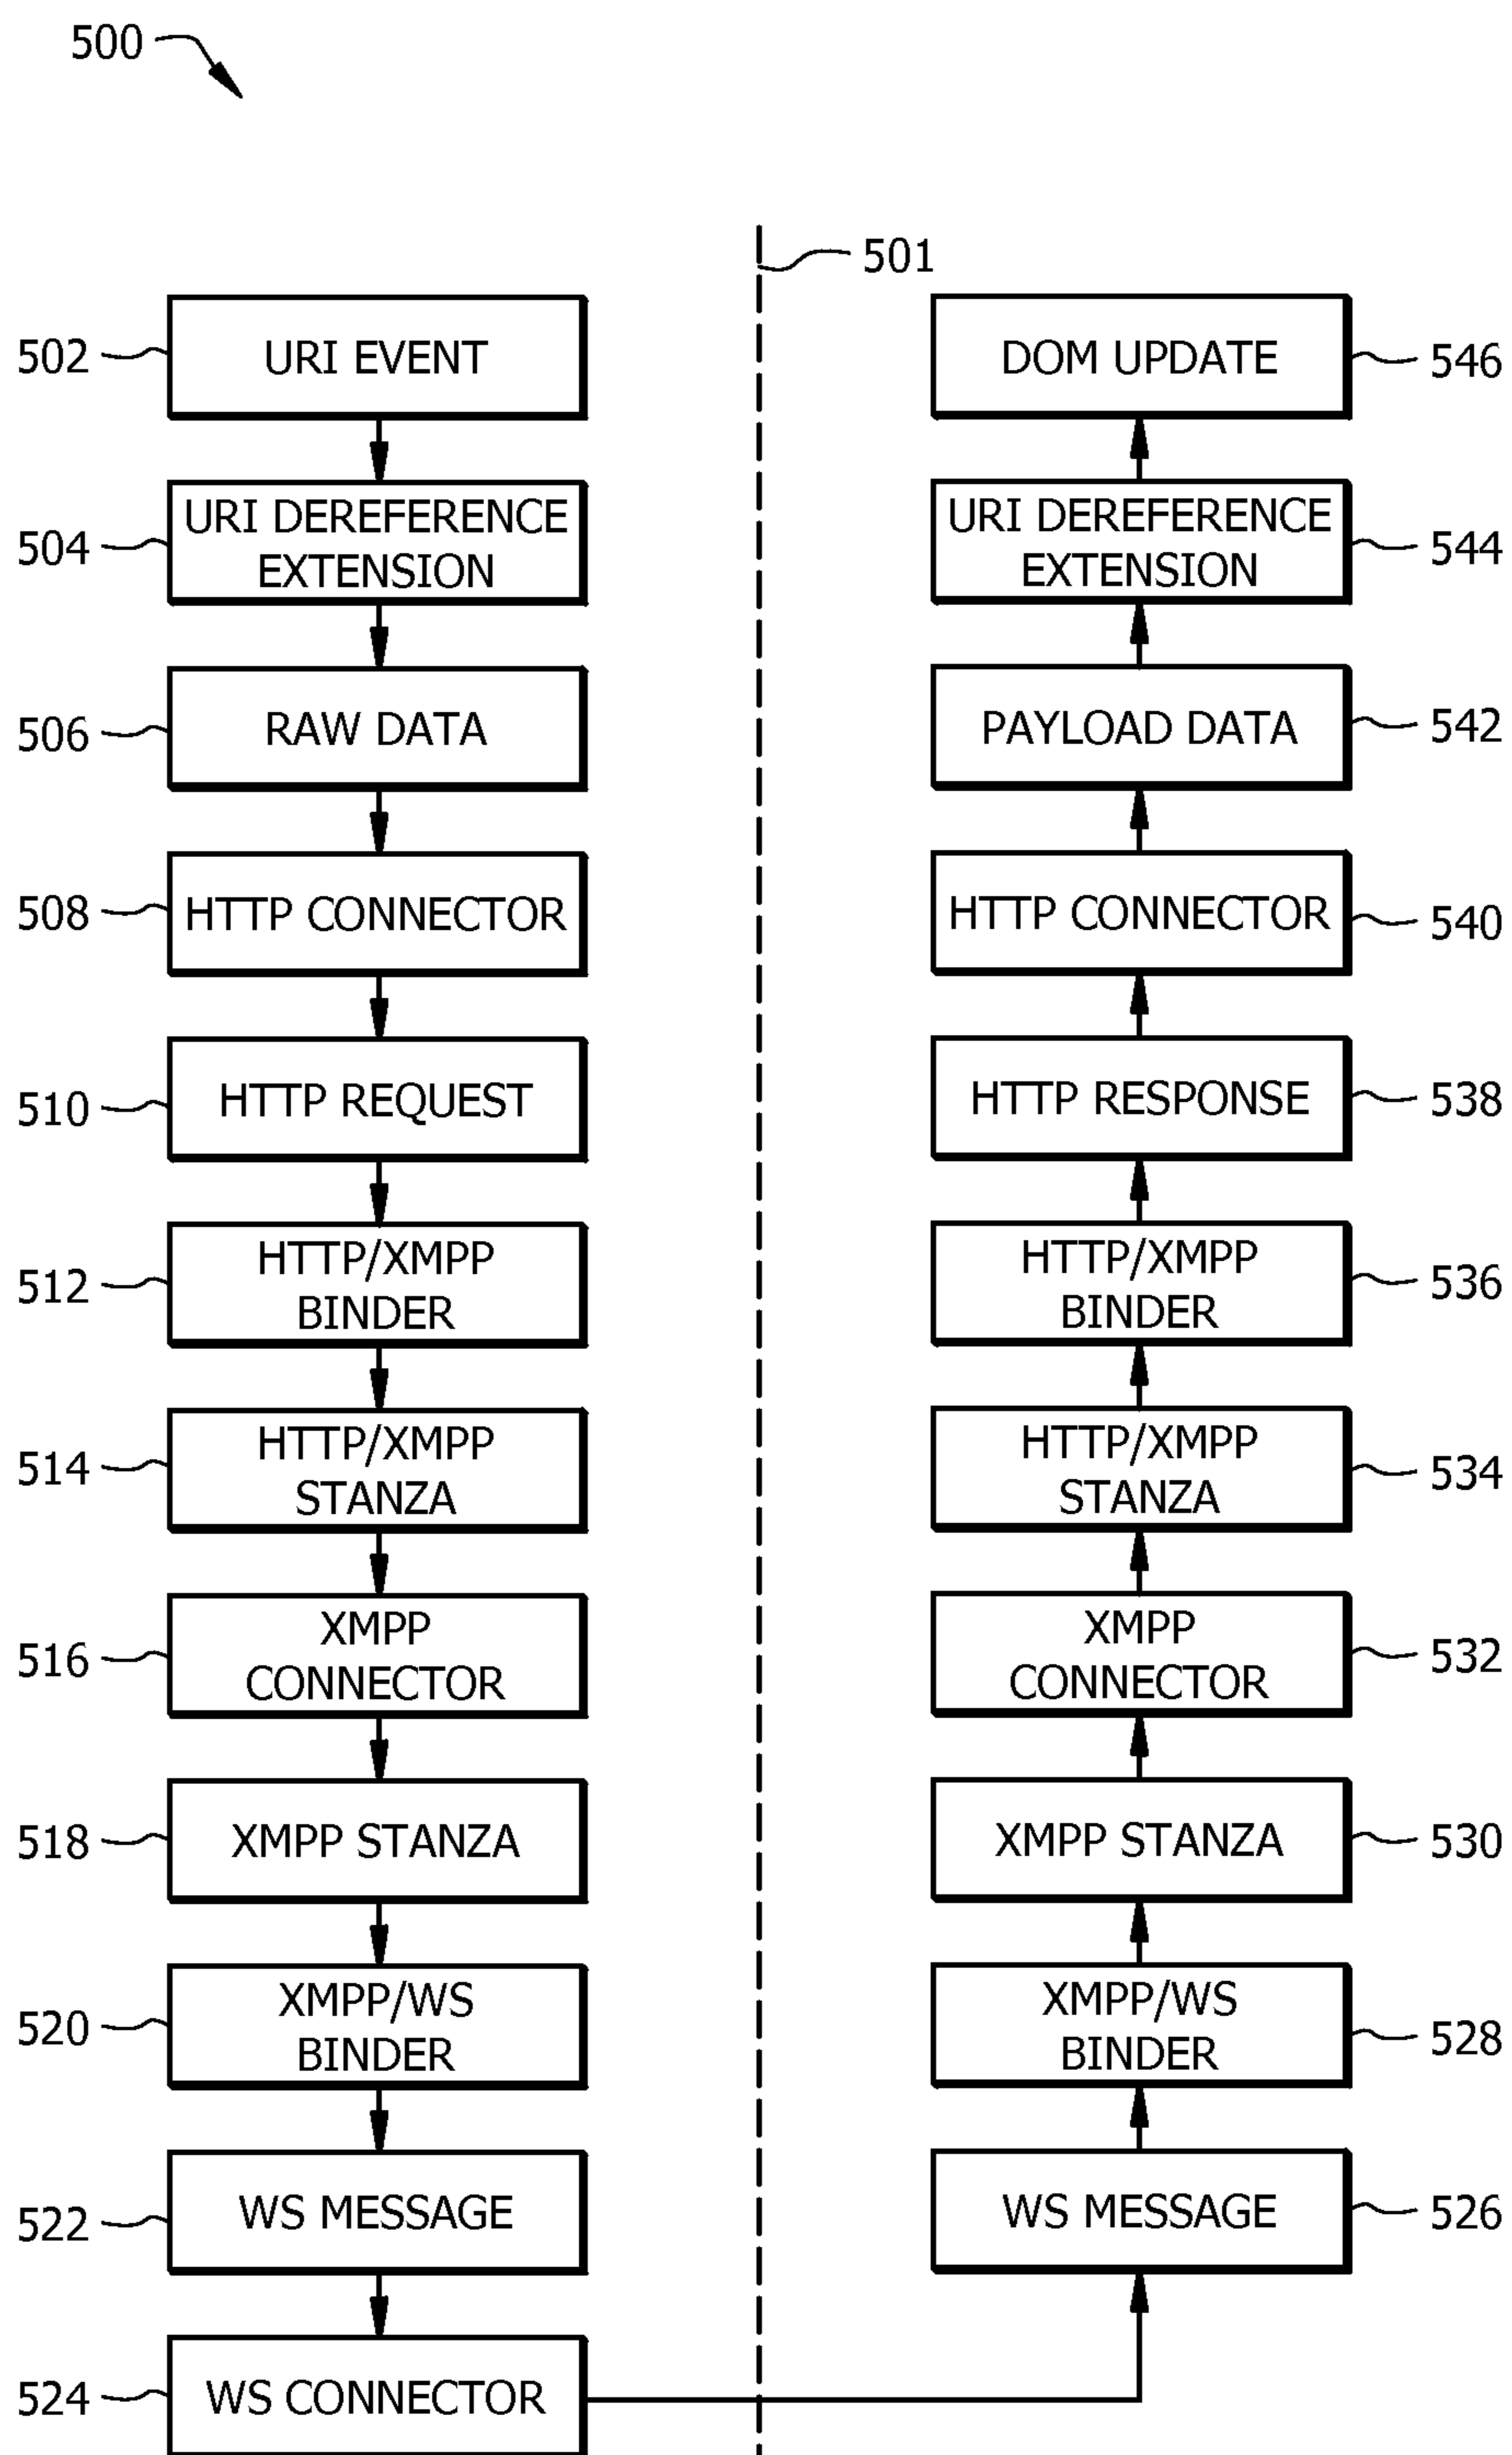 500
501
502
URI EVENT
504
URI DEREFERENCE
EXTENSION
506
RAW DATA
508
HTTP CONNECTOR
510
HTTP REQUEST
512
HTTP/XMPP
BINDER
514
HTTP/XMPP
STANZA
516
XMPP
CONNECTOR
518
XMPP STANZA
520
XMPP/WS
BINDER
522
WS MESSAGE
524
WS CONNECTOR
DOM UPDATE
546
URI DEREFERENCE
EXTENSION
544
PAYLOAD DATA
542
HTTP CONNECTOR
540
HTTP RESPONSE
538
HTTP/XMPP
BINDER
536
HTTP/XMPP
STANZA
534
XMPP
CONNECTOR
532
XMPP STANZA
530
XMPP/WS
BINDER
528
WS MESSAGE
526